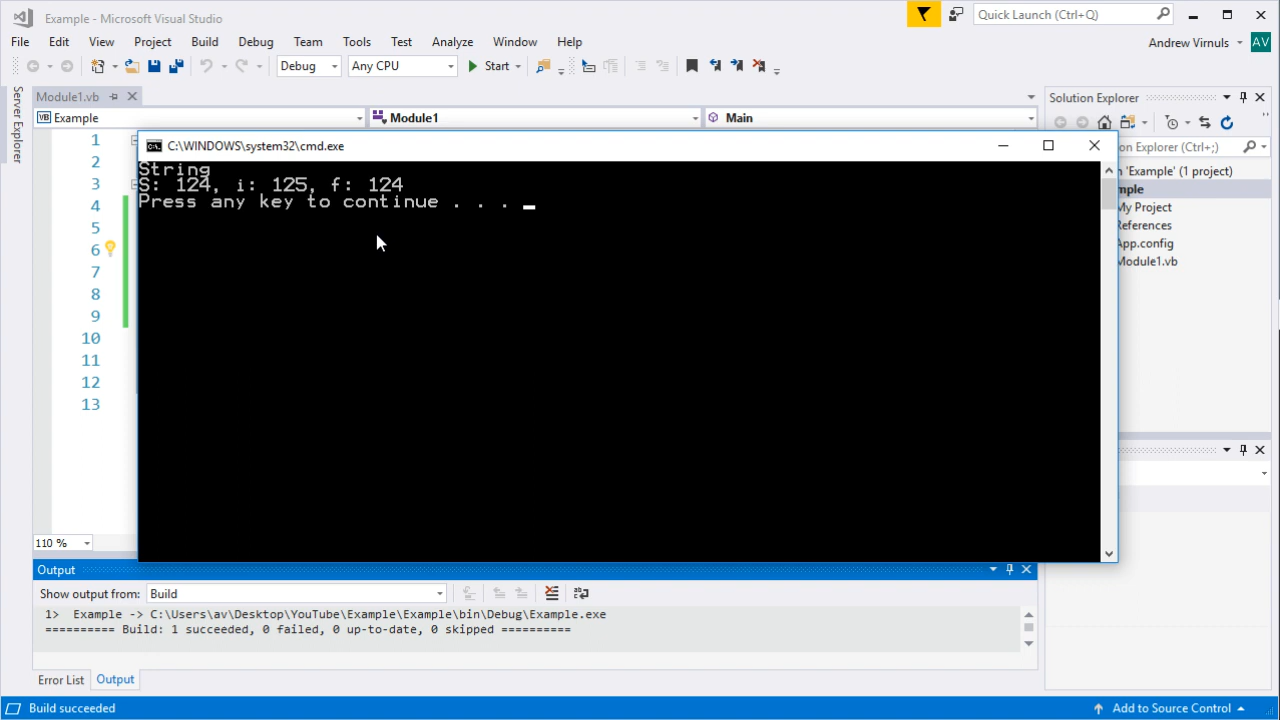 Example - Microsoft Visual Studio
Quick Launch (Ctrl+Q)
File Edit View Project Build Debug Team Tools Test Analyze Window Help
Andrew Virnuls AV
Debug Any CPU Start
Server Explorer
Module1.vb
Solution Explorer
VB Example Module1 Main
C:\WINDOWS\system32\cmd.exe
on Explorer (Ctrl+;)
String
S: 124, i: 125, f: 124
Press any key to continue . . . _
1
2
3
4
5
6
7
8
9
10
11
12
13
n 'Example' (1 project)
mple
My Project
References
App.config
Module1.vb
110 %
Output
Show output from: Build
1> Example -> C:\Users\av\Desktop\YouTube\Example\Example\bin\Debug\Example.exe
========== Build: 1 succeeded, 0 failed, 0 up-to-date, 0 skipped ==========
Error List Output
Build succeeded
Add to Source Control